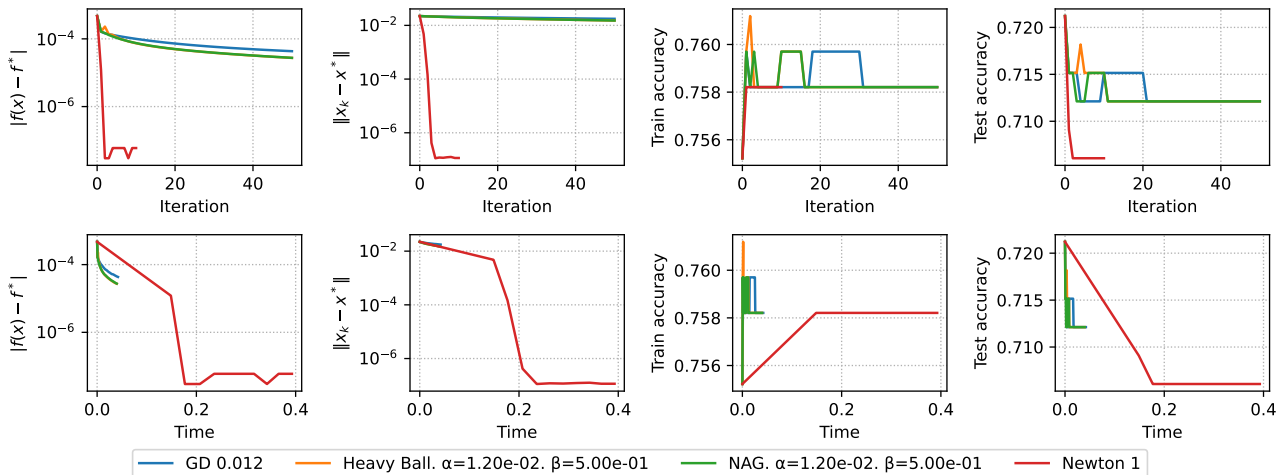 |f(x) − f*|
10⁻⁴
10⁻⁶
0 20 40
Iteration
‖xₖ − x*‖
10⁻²
10⁻⁴
10⁻⁶
0 20 40
Iteration
Train accuracy
0.760
0.758
0.756
0 20 40
Iteration
Test accuracy
0.720
0.715
0.710
0 20 40
Iteration
|f(x) − f*|
10⁻⁴
10⁻⁶
0.0 0.2 0.4
Time
‖xₖ − x*‖
10⁻²
10⁻⁴
10⁻⁶
0.0 0.2 0.4
Time
Train accuracy
0.760
0.758
0.756
0.0 0.2 0.4
Time
Test accuracy
0.720
0.715
0.710
0.0 0.2 0.4
Time
GD 0.012 Heavy Ball. α=1.20e-02. β=5.00e-01 NAG. α=1.20e-02. β=5.00e-01 Newton 1